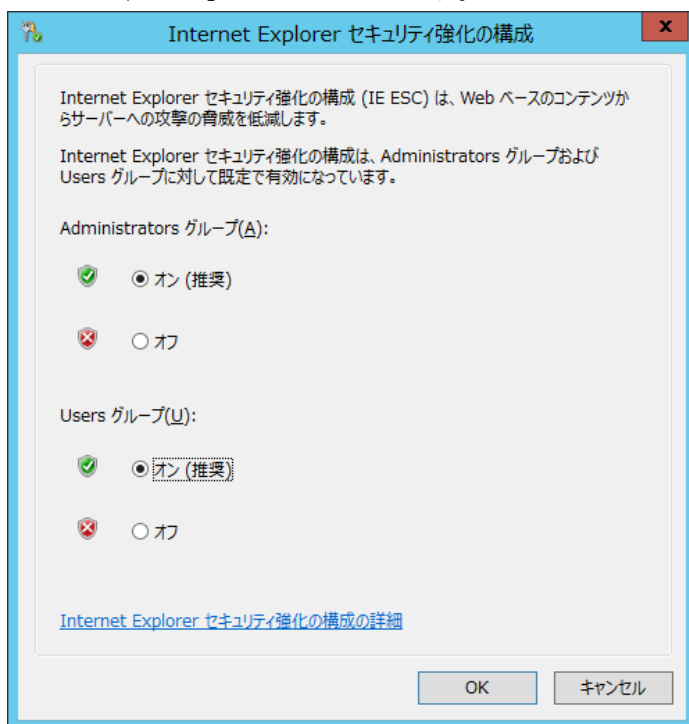 Internet Explorer セキュリティ強化の構成
x
Internet Explorer セキュリティ強化の構成 (IE ESC) は、Web ベースのコンテンツか
らサーバーへの攻撃の脅威を低減します。
Internet Explorer セキュリティ強化の構成は、Administrators グループおよび
Users グループに対して既定で有効になっています。
Administrators グループ(A):
オン (推奨)
オフ
Users グループ(U):
オン (推奨)
オフ
Internet Explorer セキュリティ強化の構成の詳細
OK
キャンセル